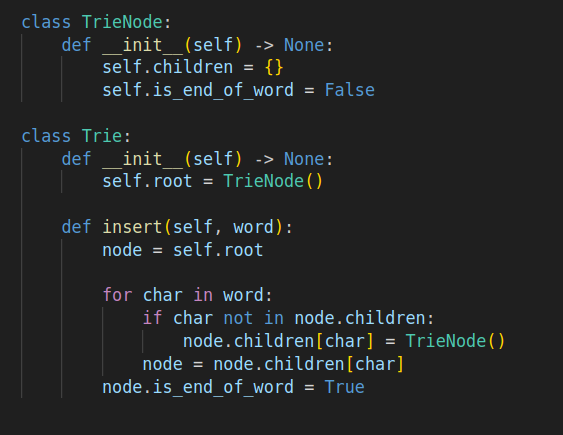 class TrieNode:
    def __init__(self) -> None:
        self.children = {}
        self.is_end_of_word = False

class Trie:
    def __init__(self) -> None:
        self.root = TrieNode()

    def insert(self, word):
        node = self.root

        for char in word:
            if char not in node.children:
                node.children[char] = TrieNode()
            node = node.children[char]
        node.is_end_of_word = True